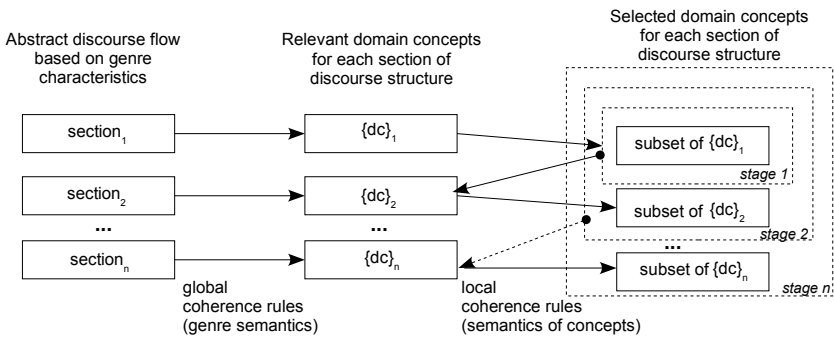 Abstract discourse flow
based on genre
characteristics
Relevant domain concepts
for each section of
discourse structure
Selected domain concepts
for each section of
discourse structure
section₁
{dc}₁
subset of {dc}₁
stage 1
section₂
{dc}₂
subset of {dc}₂
stage 2
...
...
...
sectionₙ
{dc}ₙ
subset of {dc}ₙ
stage n
global
coherence rules
(genre semantics)
local
coherence rules
(semantics of concepts)